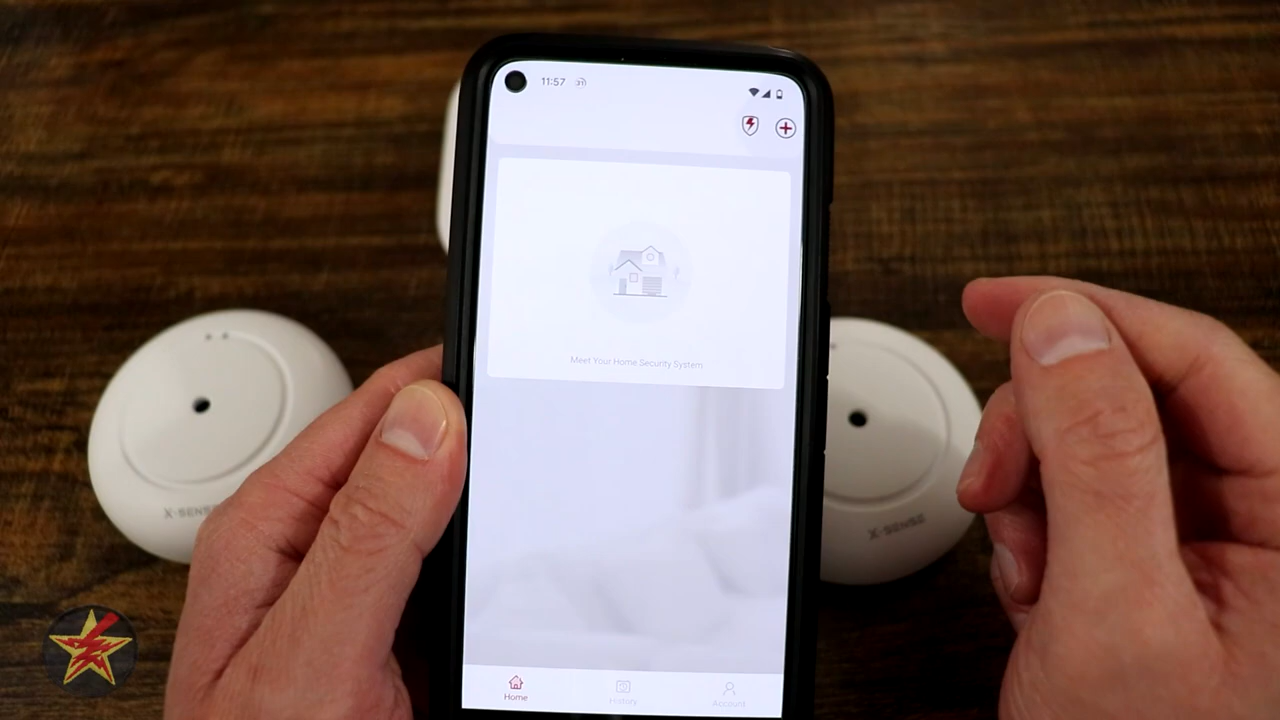 11:57
Meet Your Home Security System
Home
History
Account
X-SENSE
X-SENSE